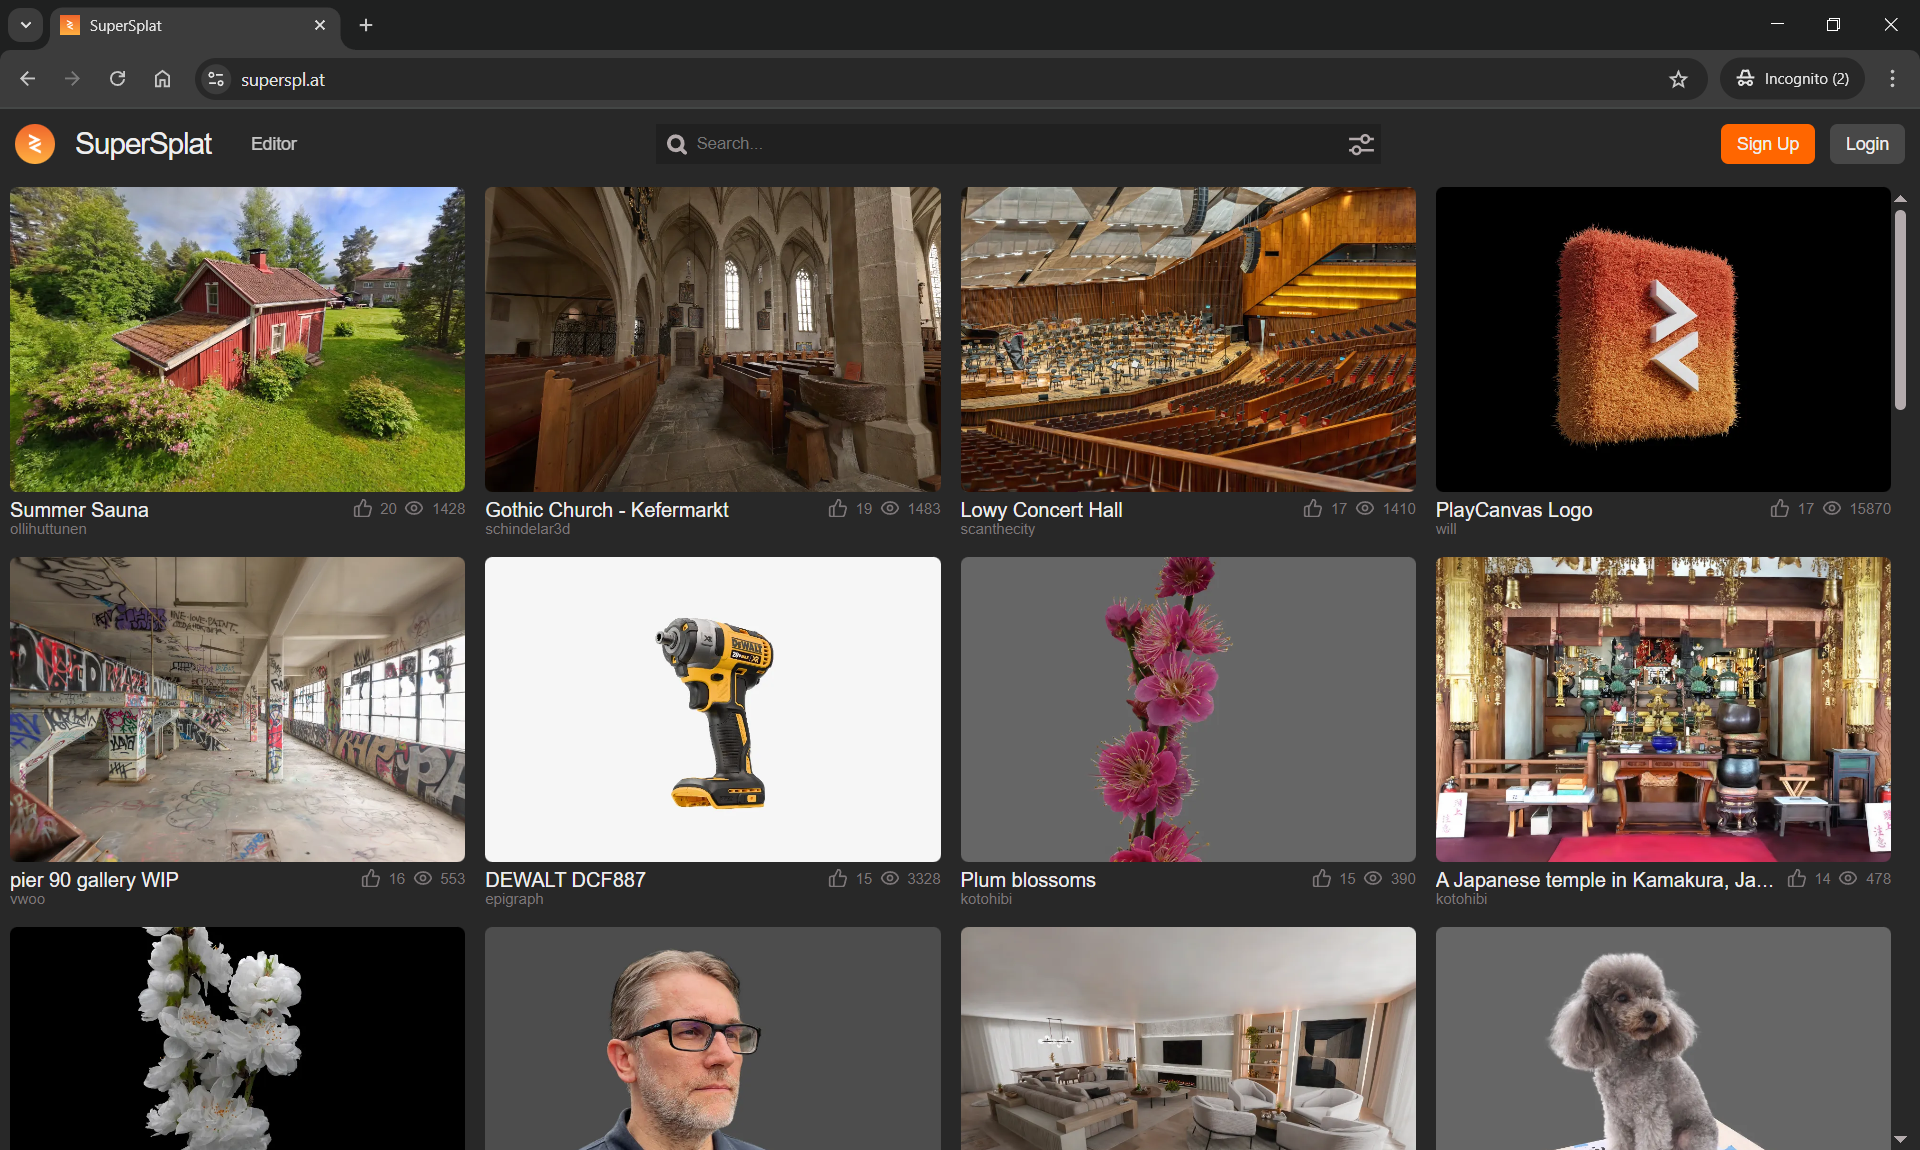 SuperSplat
superspl.at
Incognito (2)
SuperSplat
Editor
Search...
Sign Up
Login
Summer Sauna
20
1428
ollihuttunen
Gothic Church - Kefermarkt
19
1483
schindelar3d
Lowy Concert Hall
17
1410
scanthecity
PlayCanvas Logo
17
15870
will
DEWALT
pier 90 gallery WIP
16
553
vwoo
DEWALT DCF887
15
3328
epigraph
Plum blossoms
15
390
kotohibi
A Japanese temple in Kamakura, Ja...
14
478
kotohibi